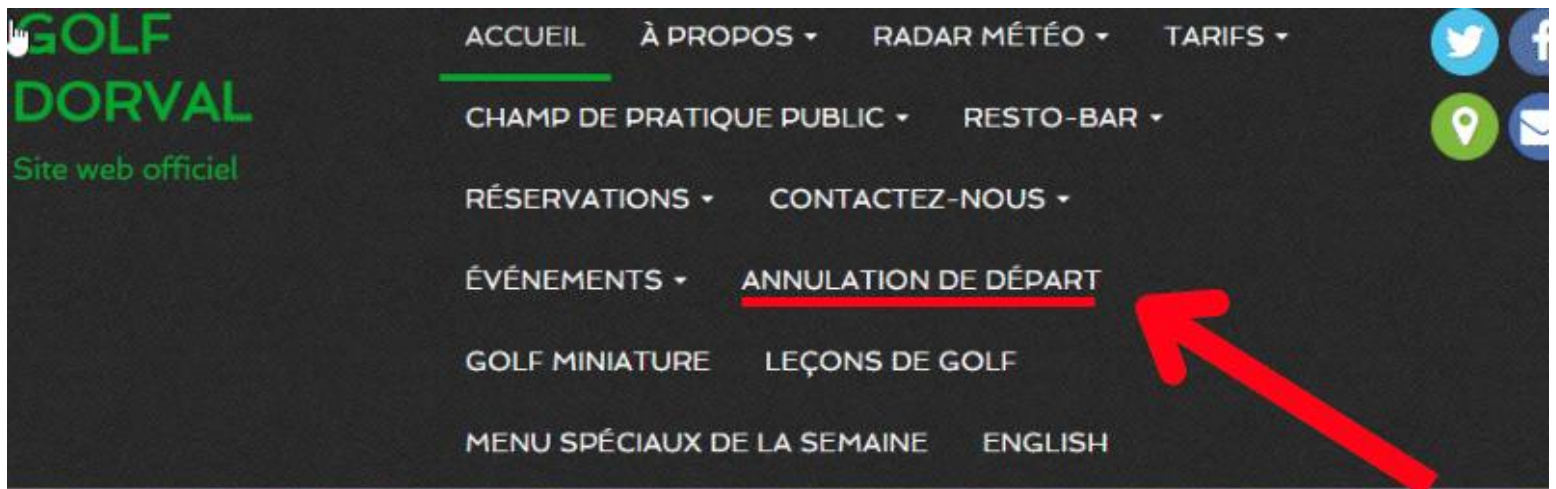 GOLF
DORVAL
Site web officiel
ACCUEIL À PROPOS RADAR MÉTÉO TARIFS
CHAMP DE PRATIQUE PUBLIC RESTO-BAR
RÉSERVATIONS CONTACTEZ-NOUS
ÉVÉNEMENTS ANNULATION DE DÉPART
GOLF MINIATURE LEÇONS DE GOLF
MENU SPÉCIAUX DE LA SEMAINE ENGLISH